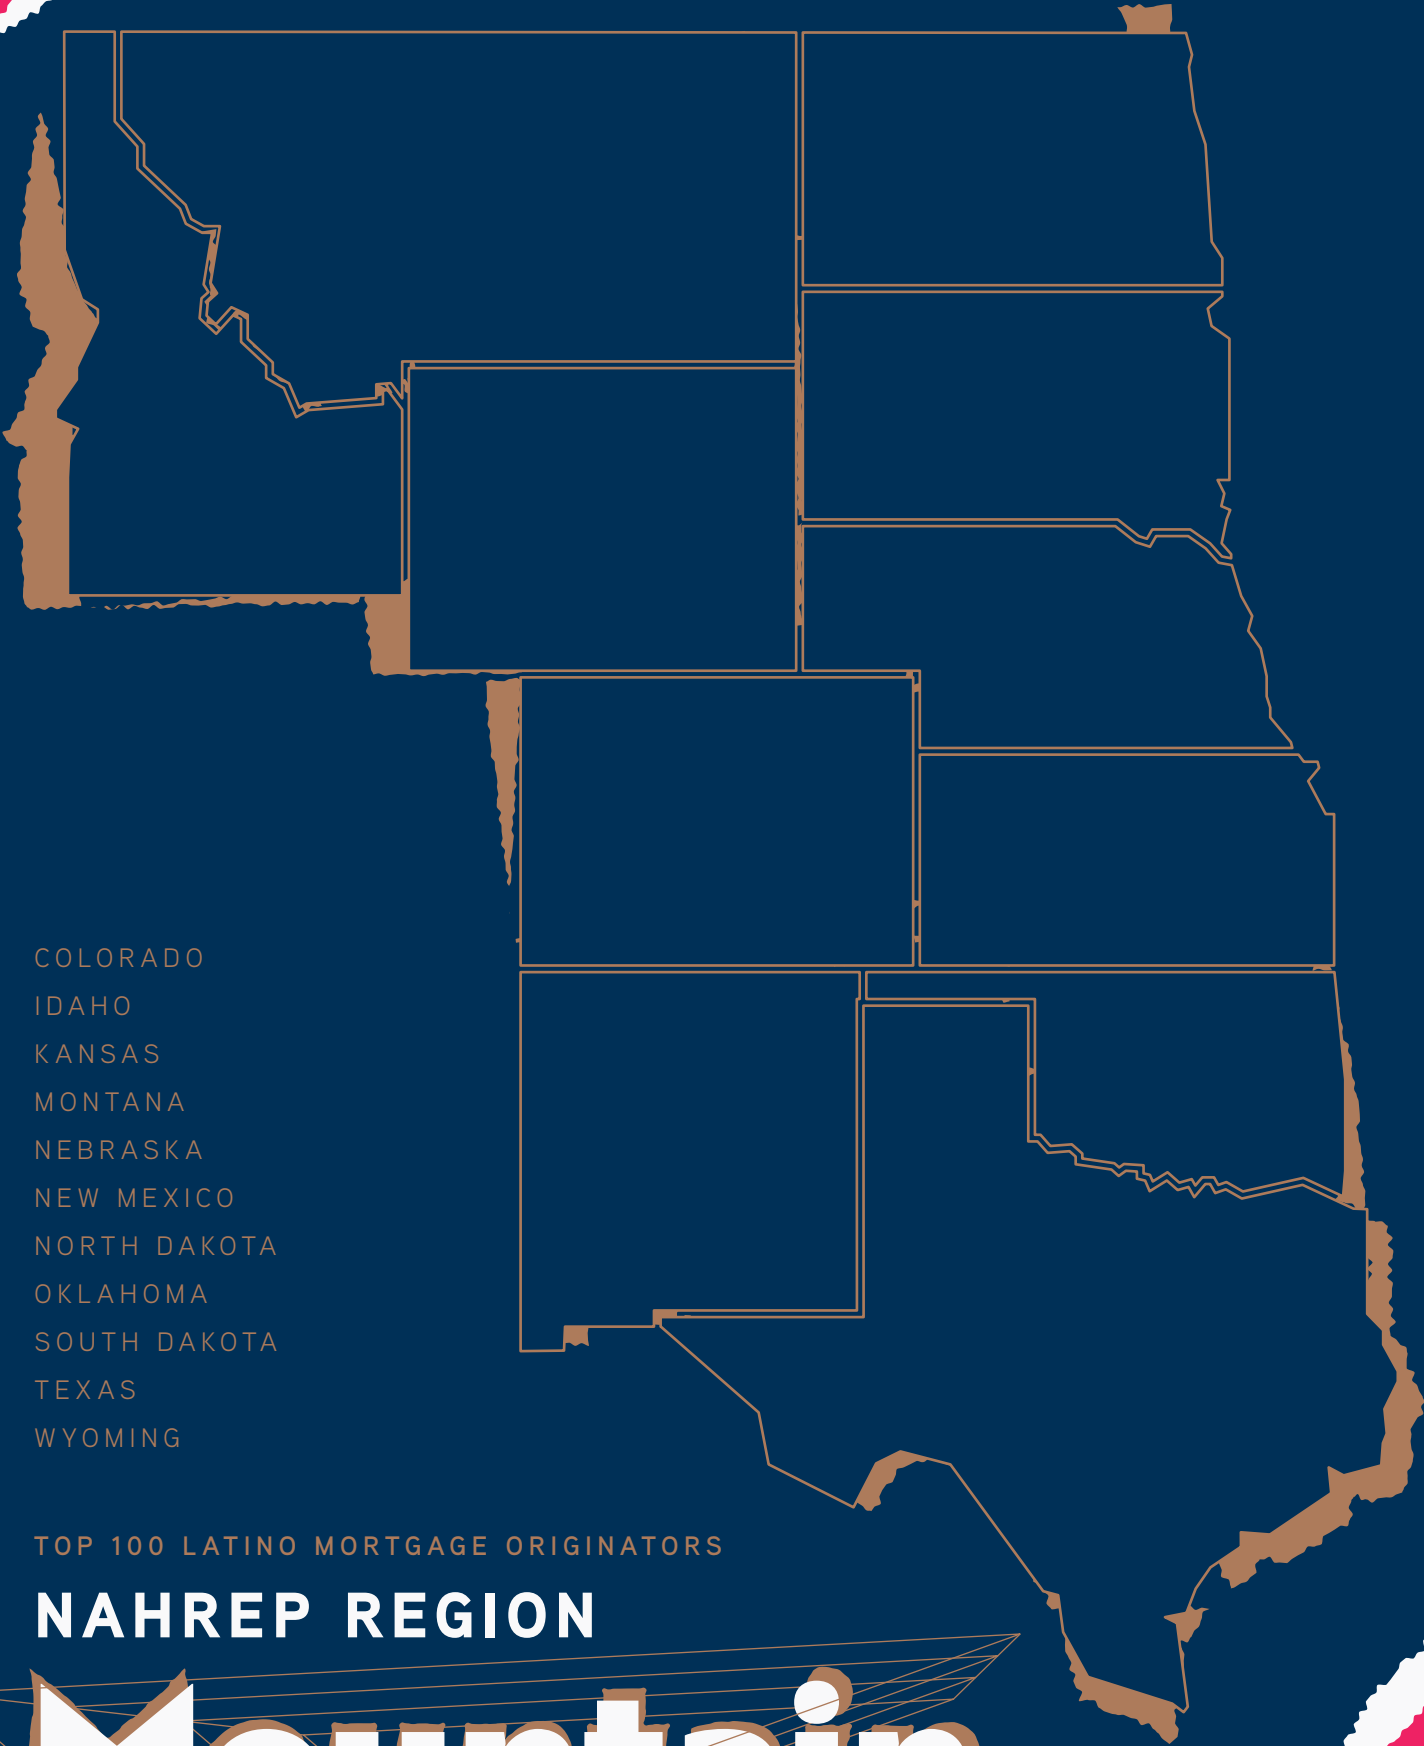 COLORADO
IDAHO
KANSAS
MONTANA
NEBRASKA
NEW MEXICO
NORTH DAKOTA
OKLAHOMA
SOUTH DAKOTA
TEXAS
WYOMING
TOP 100 LATINO MORTGAGE ORIGINATORS
NAHREP REGION
Mountain